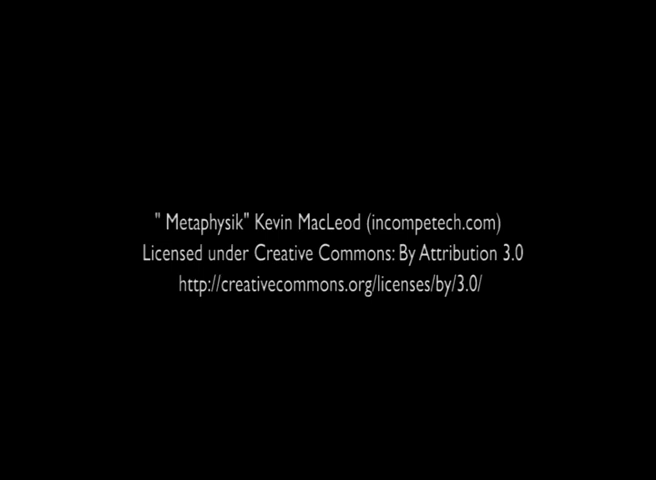 " Metaphysik" Kevin MacLeod (incompetech.com)
Licensed under Creative Commons: By Attribution 3.0
http://creativecommons.org/licenses/by/3.0/